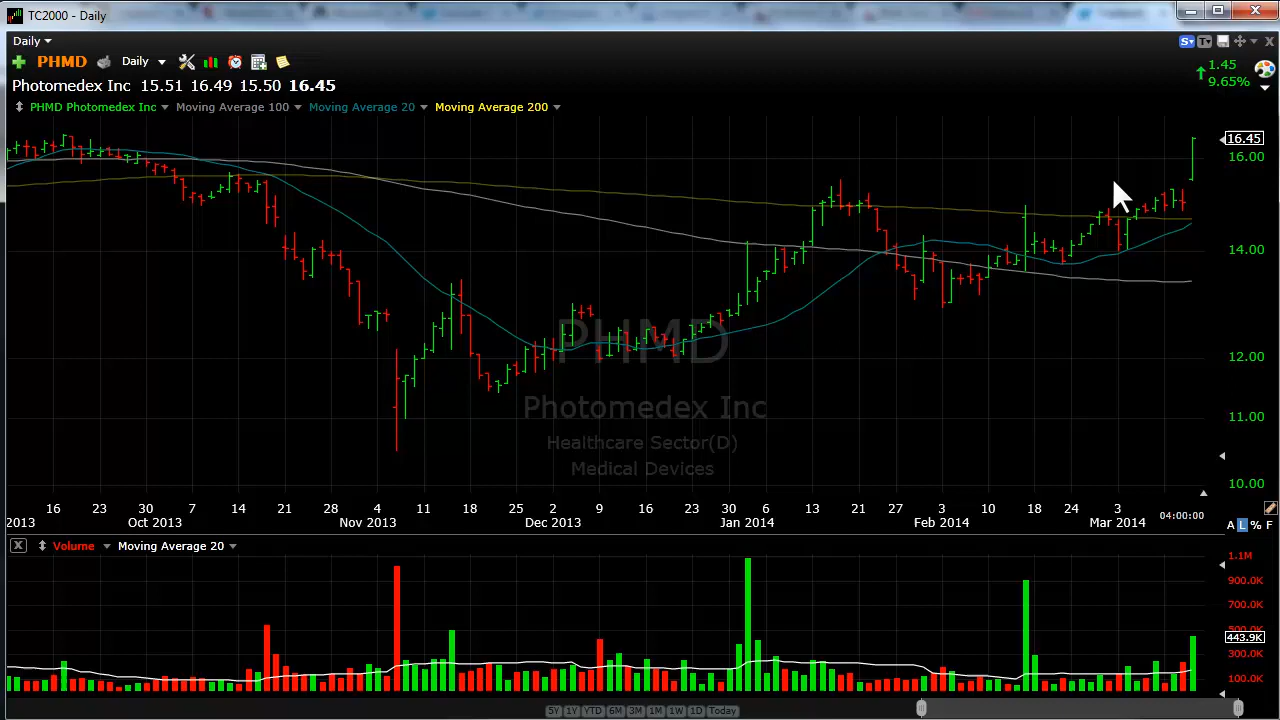 TC2000 - Daily
Daily
PHMD Daily
Photomedex Inc 15.51 16.49 15.50 16.45
1.45
9.65%
PHMD Photomedex Inc Moving Average 100 Moving Average 20 Moving Average 200
16.45
16.00
14.00
12.00
11.00
10.00
PHMD
Photomedex Inc
Healthcare Sector(D)
Medical Devices
16 23 30 7 14 21 28 4 11 18 25 2 9 16 23 30 6 13 21 27 3 10 18 24 3
2013 Oct 2013 Nov 2013 Dec 2013 Jan 2014 Feb 2014 Mar 2014
04:00:00
A L % F
X Volume Moving Average 20
1.1M
900.0K
700.0K
500.0K
443.9K
300.0K
100.0K
5Y 1Y YTD 6M 3M 1M 1W 1D Today